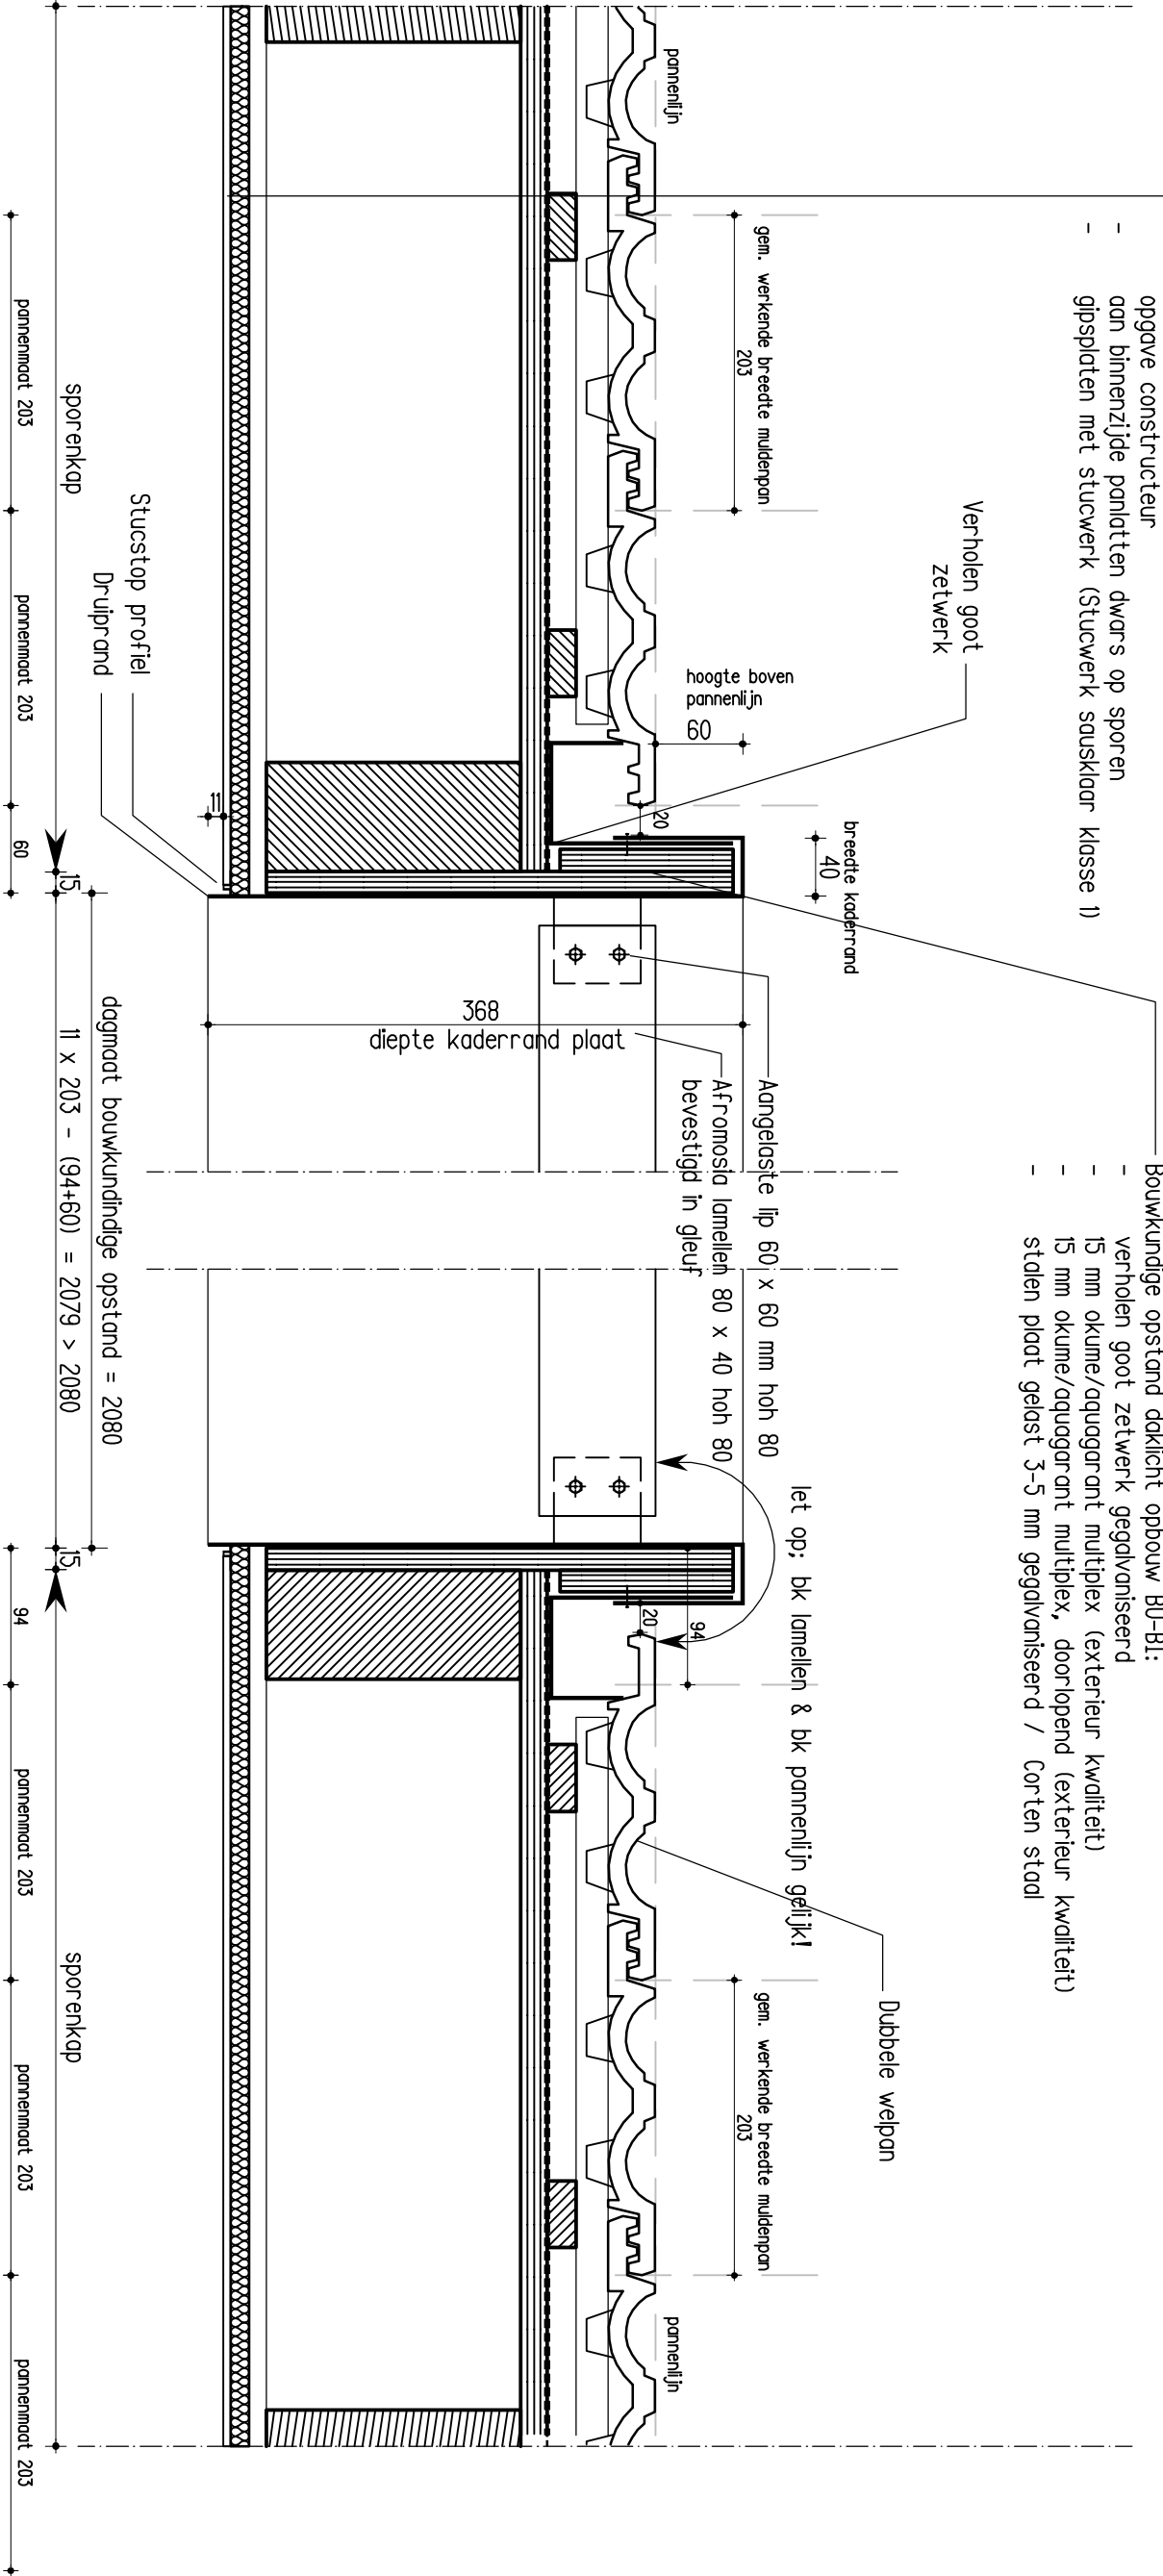 opgave constructeur
- aan binnenzijde panlatten dwars op sporen
- gipsplaten met stucwerk (Stucwerk sausklaar klasse 1)
Bouwkundige opstand daklicht opbouw BU-BI:
- verholen goot zetwerk gegalvaniseerd
- 15 mm okume/aquagarant multiplex (exterieur kwaliteit)
- 15 mm okume/aquagarant multiplex, doorlopend (exterieur kwaliteit)
- stalen plaat gelast 3-5 mm gegalvaniseerd / Corten staal
Verholen goot
zetwerk
Dubbele welpan
breedte kaderrand
40
let op; bk lamellen & bk pannenlijn gelijk!
gem. werkende breedte muldenpan
203
gem. werkende breedte muldenpan
203
Aangelaste lip 60 x 60 mm hoh 80
Afromosia lamellen 80 x 40 hoh 80
bevestigd in gleuf
pannenlijn
hoogte boven
pannenlijn
60
94
pannenlijn
20
20
368
diepte kaderrand plaat
11
Stucstop profiel
Druiprand
dagmaat bouwkundindige opstand = 2080
sporenkap
15
11 x 203 - (94+60) = 2079 > 2080
15
sporenkap
pannenmaat 203
pannenmaat 203
60
94
pannenmaat 203
pannenmaat 203
pannenmaat 203